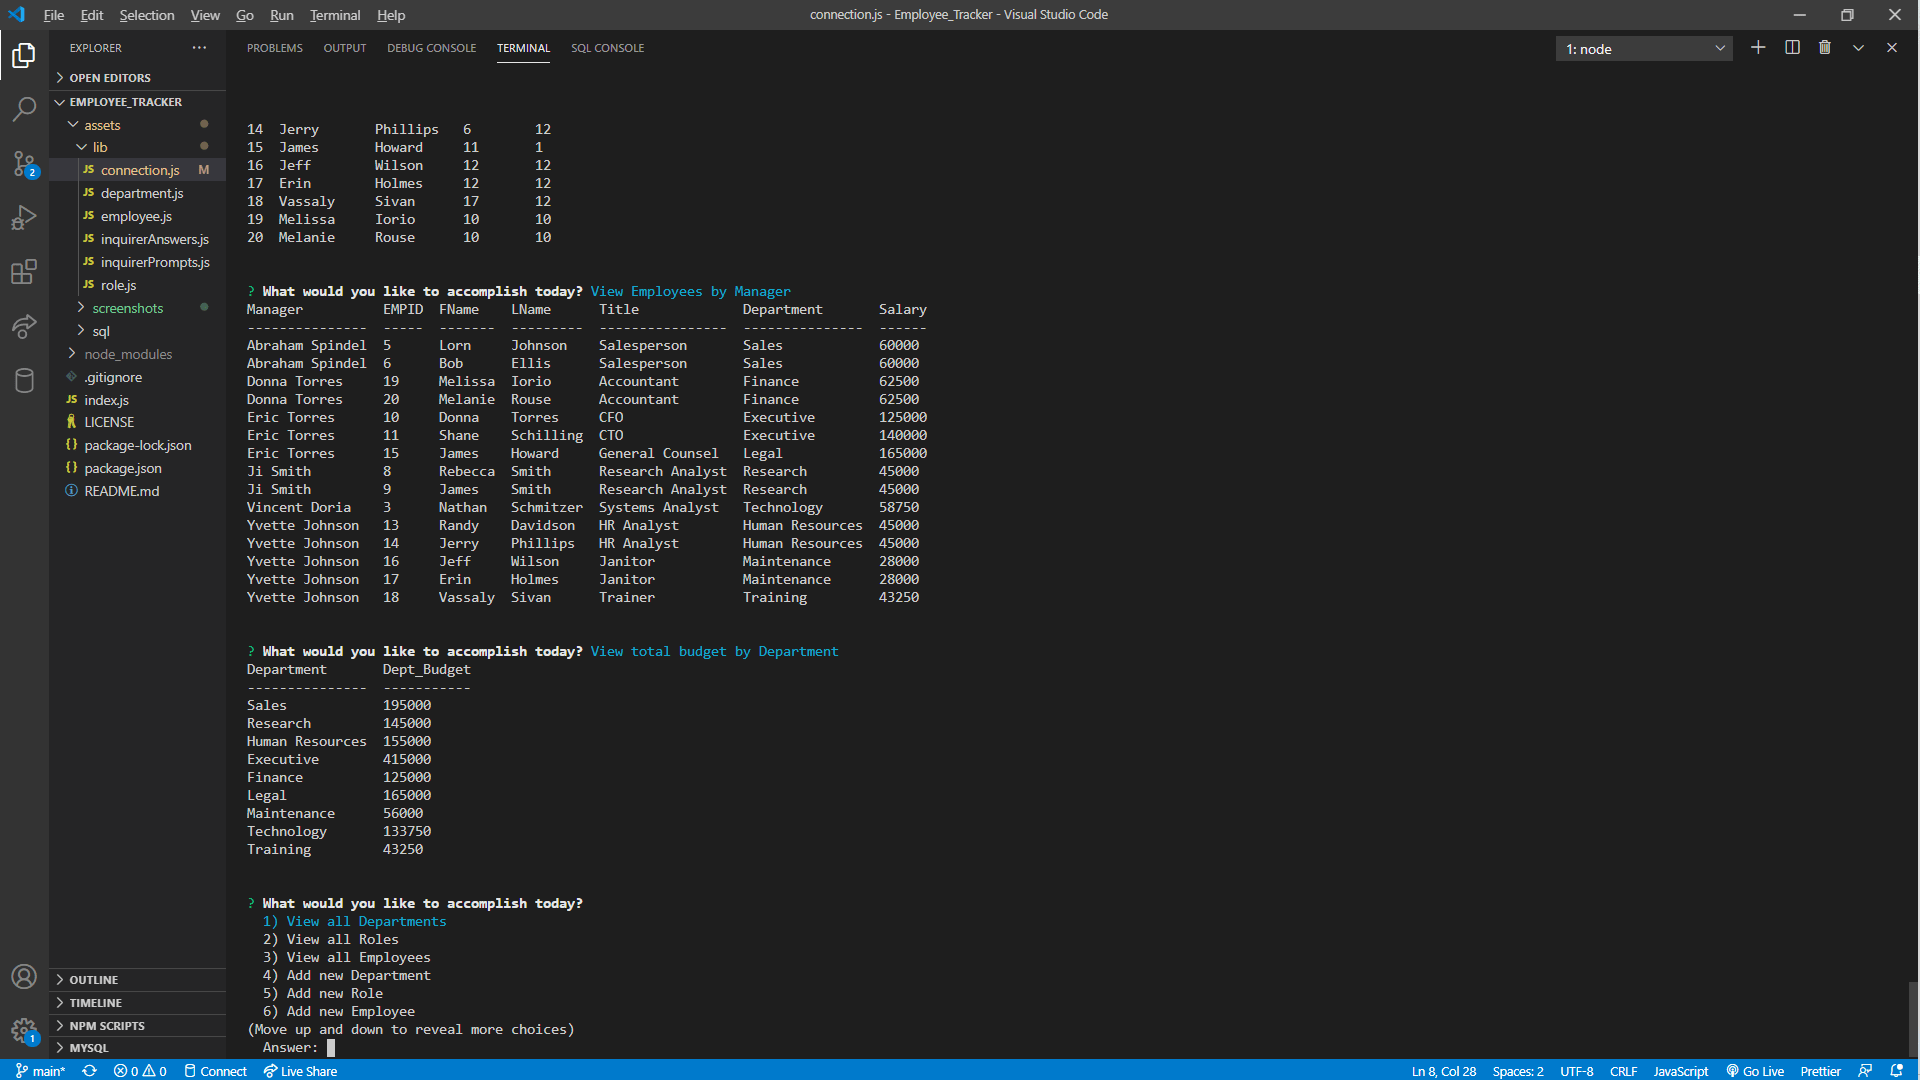 File Edit Selection View Go Run Terminal Help
connection.js - Employee_Tracker - Visual Studio Code
EXPLORER
OPEN EDITORS
EMPLOYEE_TRACKER
assets
lib
JS connection.js M
JS department.js
JS employee.js
JS inquirerAnswers.js
JS inquirerPrompts.js
JS role.js
screenshots
sql
node_modules
.gitignore
JS index.js
LICENSE
{} package-lock.json
{} package.json
README.md
OUTLINE
TIMELINE
NPM SCRIPTS
MYSQL
2
1
PROBLEMS OUTPUT DEBUG CONSOLE TERMINAL SQL CONSOLE
1: node
14 Jerry Phillips 6 12
15 James Howard 11 1
16 Jeff Wilson 12 12
17 Erin Holmes 12 12
18 Vassaly Sivan 17 12
19 Melissa Iorio 10 10
20 Melanie Rouse 10 10
? What would you like to accomplish today? View Employees by Manager
Manager EMPID FName LName Title Department Salary
--------------- ----- ------- --------- ---------------- --------------- ------
Abraham Spindel 5 Lorn Johnson Salesperson Sales 60000
Abraham Spindel 6 Bob Ellis Salesperson Sales 60000
Donna Torres 19 Melissa Iorio Accountant Finance 62500
Donna Torres 20 Melanie Rouse Accountant Finance 62500
Eric Torres 10 Donna Torres CFO Executive 125000
Eric Torres 11 Shane Schilling CTO Executive 140000
Eric Torres 15 James Howard General Counsel Legal 165000
Ji Smith 8 Rebecca Smith Research Analyst Research 45000
Ji Smith 9 James Smith Research Analyst Research 45000
Vincent Doria 3 Nathan Schmitzer Systems Analyst Technology 58750
Yvette Johnson 13 Randy Davidson HR Analyst Human Resources 45000
Yvette Johnson 14 Jerry Phillips HR Analyst Human Resources 45000
Yvette Johnson 16 Jeff Wilson Janitor Maintenance 28000
Yvette Johnson 17 Erin Holmes Janitor Maintenance 28000
Yvette Johnson 18 Vassaly Sivan Trainer Training 43250
? What would you like to accomplish today? View total budget by Department
Department Dept_Budget
--------------- -----------
Sales 195000
Research 145000
Human Resources 155000
Executive 415000
Finance 125000
Legal 165000
Maintenance 56000
Technology 133750
Training 43250
? What would you like to accomplish today?
1) View all Departments
2) View all Roles
3) View all Employees
4) Add new Department
5) Add new Role
6) Add new Employee
(Move up and down to reveal more choices)
Answer:
main* 0 0 Connect Live Share Ln 8, Col 28 Spaces: 2 UTF-8 CRLF JavaScript Go Live Prettier